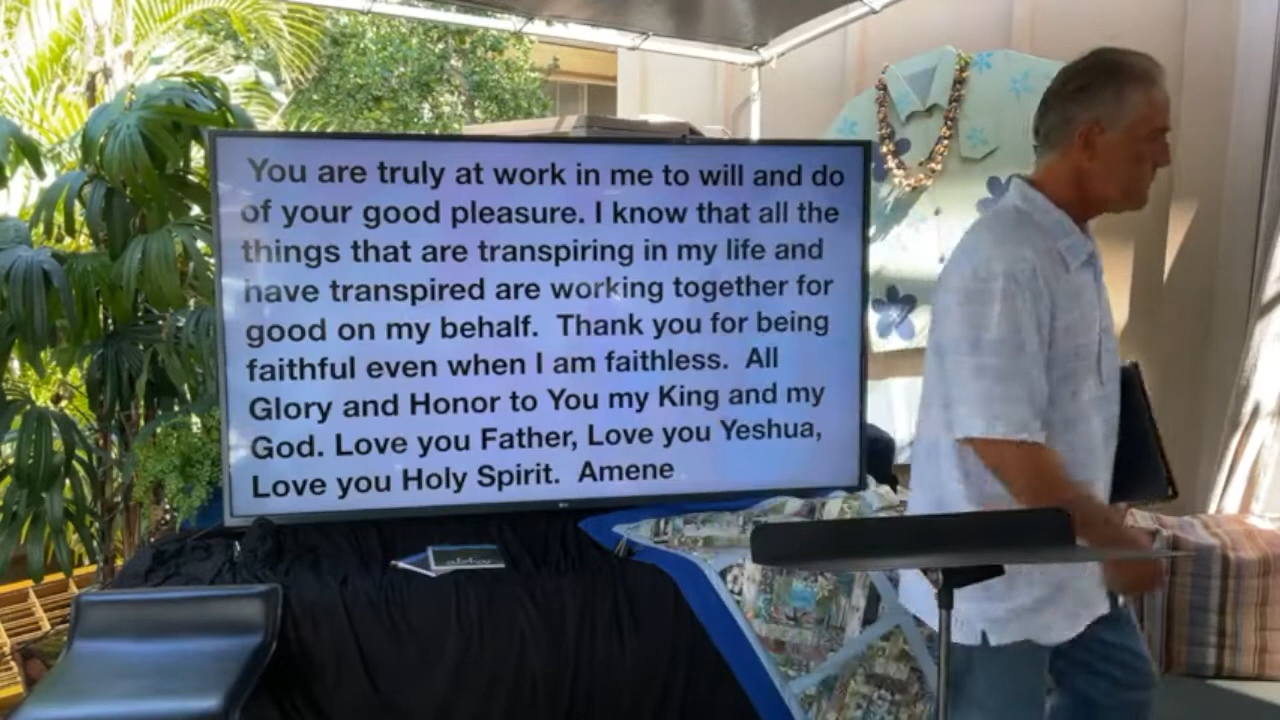 You are truly at work in me to will and do
of your good pleasure. I know that all the
things that are transpiring in my life and
have transpired are working together for
good on my behalf. Thank you for being
faithful even when I am faithless. All
Glory and Honor to You my King and my
God. Love you Father, Love you Yeshua,
Love you Holy Spirit. Amene